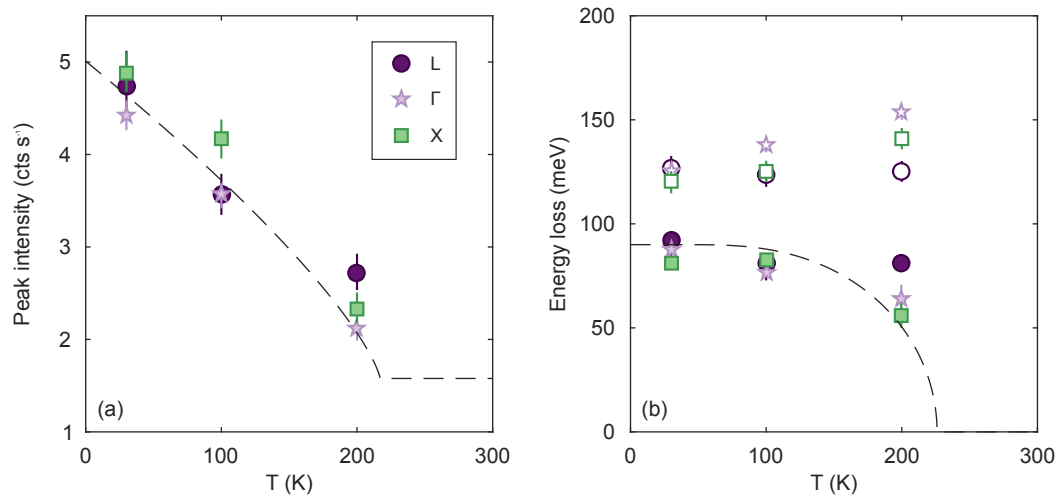 5
4
3
2
1
0
100
200
300
T (K)
Peak intensity (cts s⁻¹)
L
Γ
X
(a)
200
150
100
50
0
0
100
200
300
T (K)
Energy loss (meV)
(b)